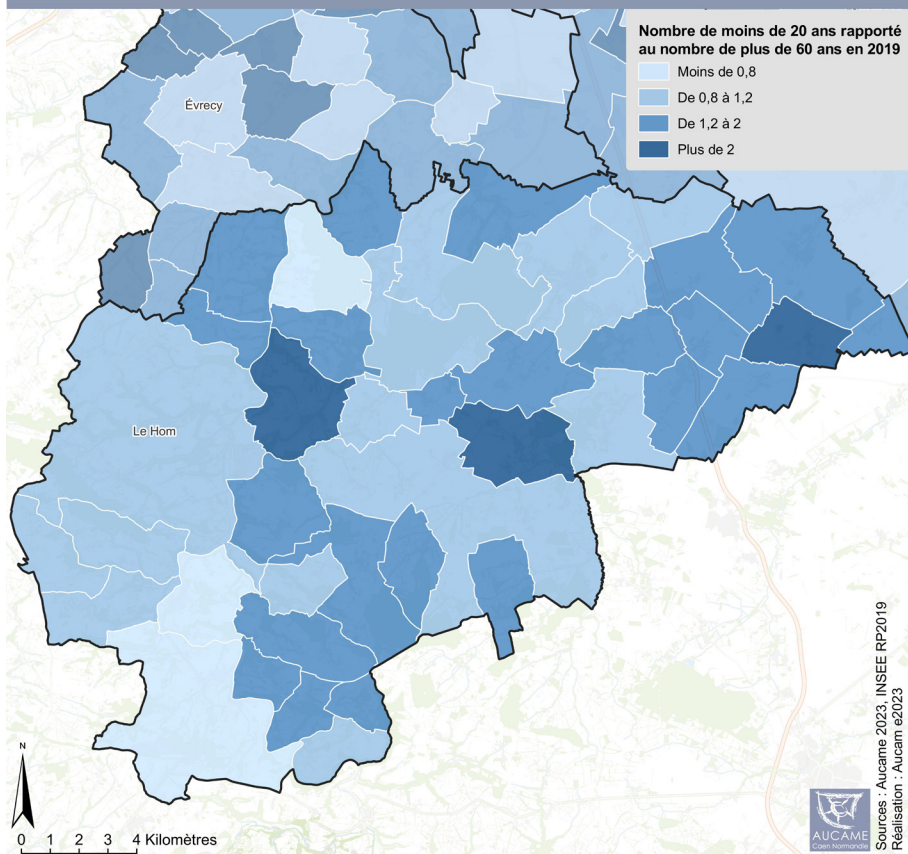 Nombre de moins de 20 ans rapporté
au nombre de plus de 60 ans en 2019
Moins de 0,8
De 0,8 à 1,2
De 1,2 à 2
Plus de 2
Évrecy
Le Hom
N
0 1 2 3 4 Kilomètres
AUCAME
Caen Normandie
Sources : Aucame 2023, INSEE RP2019
Réalisation : Aucam e2023